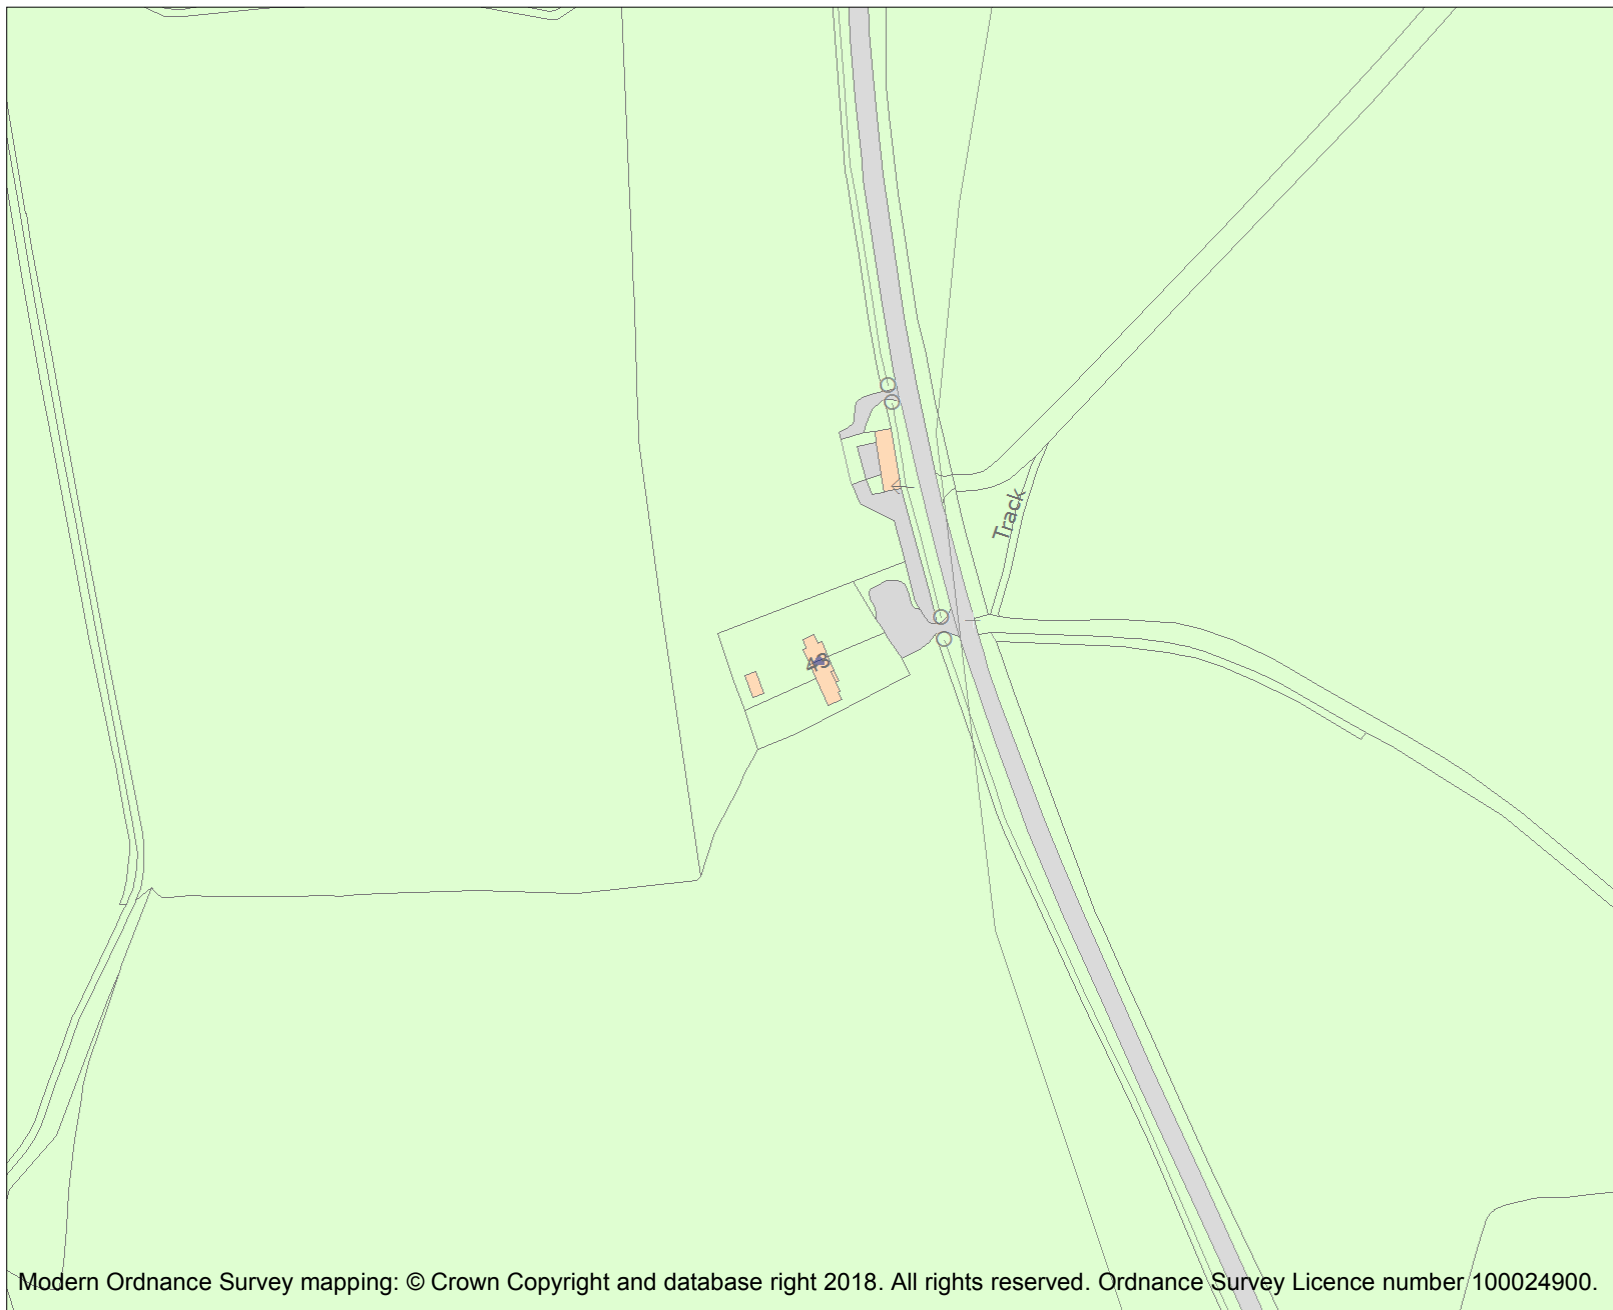 Track
Modern Ordnance Survey mapping: © Crown Copyright and database right 2018. All rights reserved. Ordnance Survey Licence number 100024900.